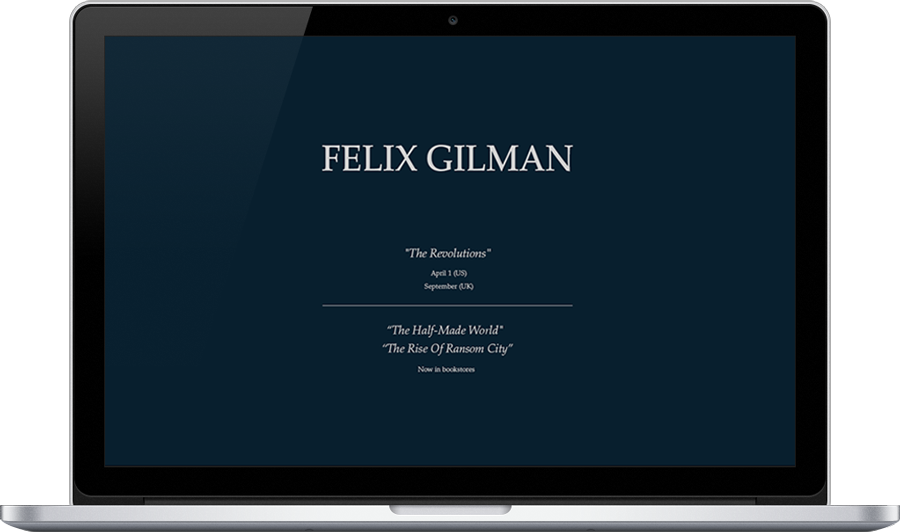 FELIX GILMAN
"The Revolutions"
April 1 (US)
September (UK)
“The Half-Made World"
“The Rise Of Ransom City”
Now in bookstores